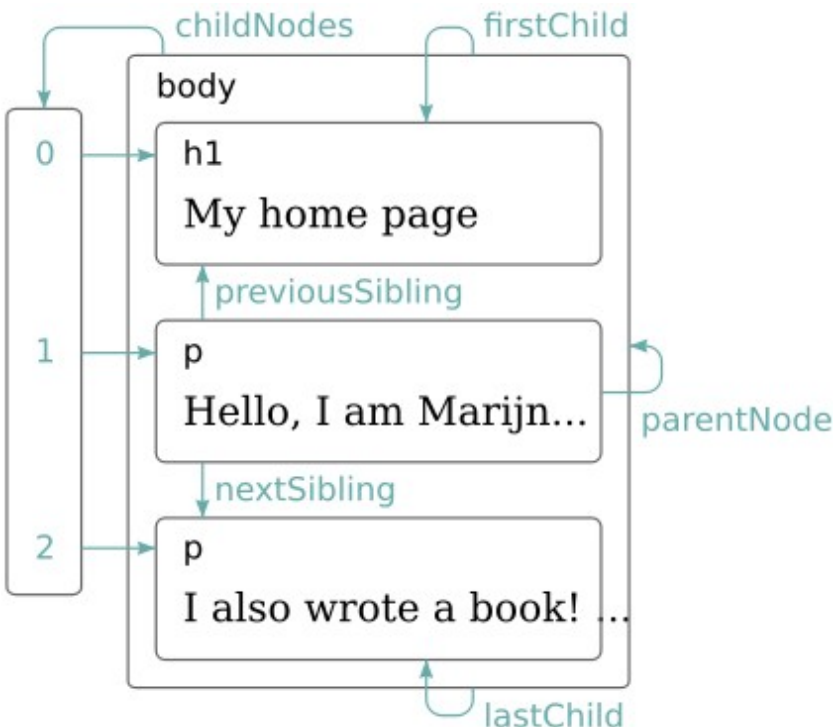 childNodes
firstChild
body
0
h1
My home page
previousSibling
1
p
Hello, I am Marijn...
parentNode
nextSibling
2
p
I also wrote a book! ...
lastChild